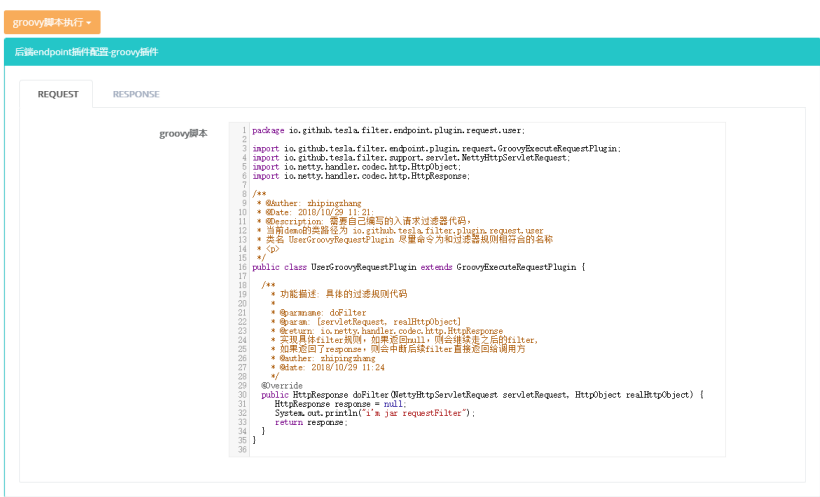 groovy脚本执行
后端endpoint插件配置-groovy插件
REQUEST RESPONSE
groovy脚本
1 package io.github.tesla.filter.endpoint.plugin.request.user;
2
3 import io.github.tesla.filter.endpoint.plugin.request.GroovyExecuteRequestPlugin;
4 import io.github.tesla.filter.support.servlet.NettyHttpServletRequest;
5 import io.netty.handler.codec.http.HttpObject;
6 import io.netty.handler.codec.http.HttpResponse;
7
8 /**
9 * @Auther: zhipingzhang
10 * @Date: 2018/10/29 11:21:
11 * @Description: 需要自己编写的入请求过滤器代码，
12 * 当前demo的类路径为 io.github.tesla.filter.plugin.request.user
13 * 类名 UserGroovyRequestPlugin 尽量命令为和过滤器规则相符合的名称
14 * <p>
15 */
16 public class UserGroovyRequestPlugin extends GroovyExecuteRequestPlugin {
17
18 /**
19 * 功能描述: 具体的过滤规则代码
20 *
21 * @parmname: doFilter
22 * @param: [servletRequest, realHttpObject]
23 * @return: io.netty.handler.codec.http.HttpResponse
24 * 实现具体filter规则，如果返回null，则会继续走之后的filter,
25 * 如果返回了response，则会中断后续filter直接返回给调用方
26 * @auther: zhipingzhang
27 * @date: 2018/10/29 11:24
28 */
29 @Override
30 public HttpResponse doFilter(NettyHttpServletRequest servletRequest, HttpObject realHttpObject) {
31 HttpResponse response = null;
32 System.out.println("i'm jar requestFilter");
33 return response;
34 }
35 }
36